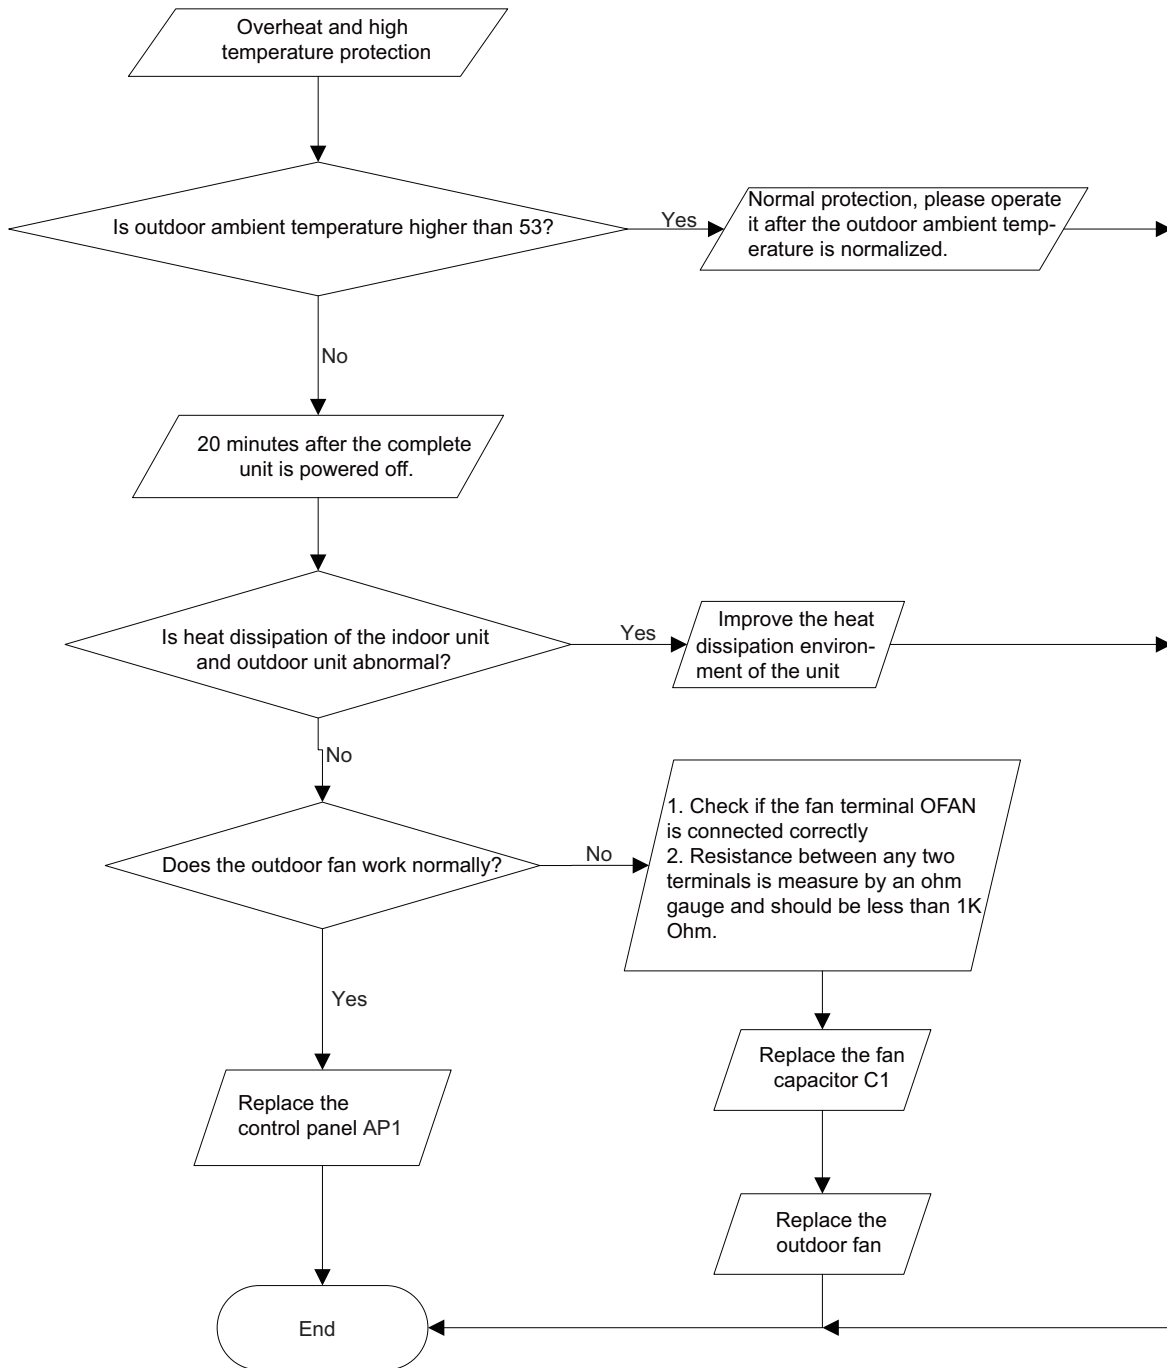 Overheat and high
temperature protection
Is outdoor ambient temperature higher than 53?
Yes
Normal protection, please operate
it after the outdoor ambient temp-
erature is normalized.
No
20 minutes after the complete
unit is powered off.
Is heat dissipation of the indoor unit
and outdoor unit abnormal?
Yes
Improve the heat
dissipation environ-
ment of the unit
No
Does the outdoor fan work normally?
No
1. Check if the fan terminal OFAN
is connected correctly
2. Resistance between any two
terminals is measure by an ohm
gauge and should be less than 1K
Ohm.
Yes
Replace the fan
capacitor C1
Replace the
control panel AP1
Replace the
outdoor fan
End